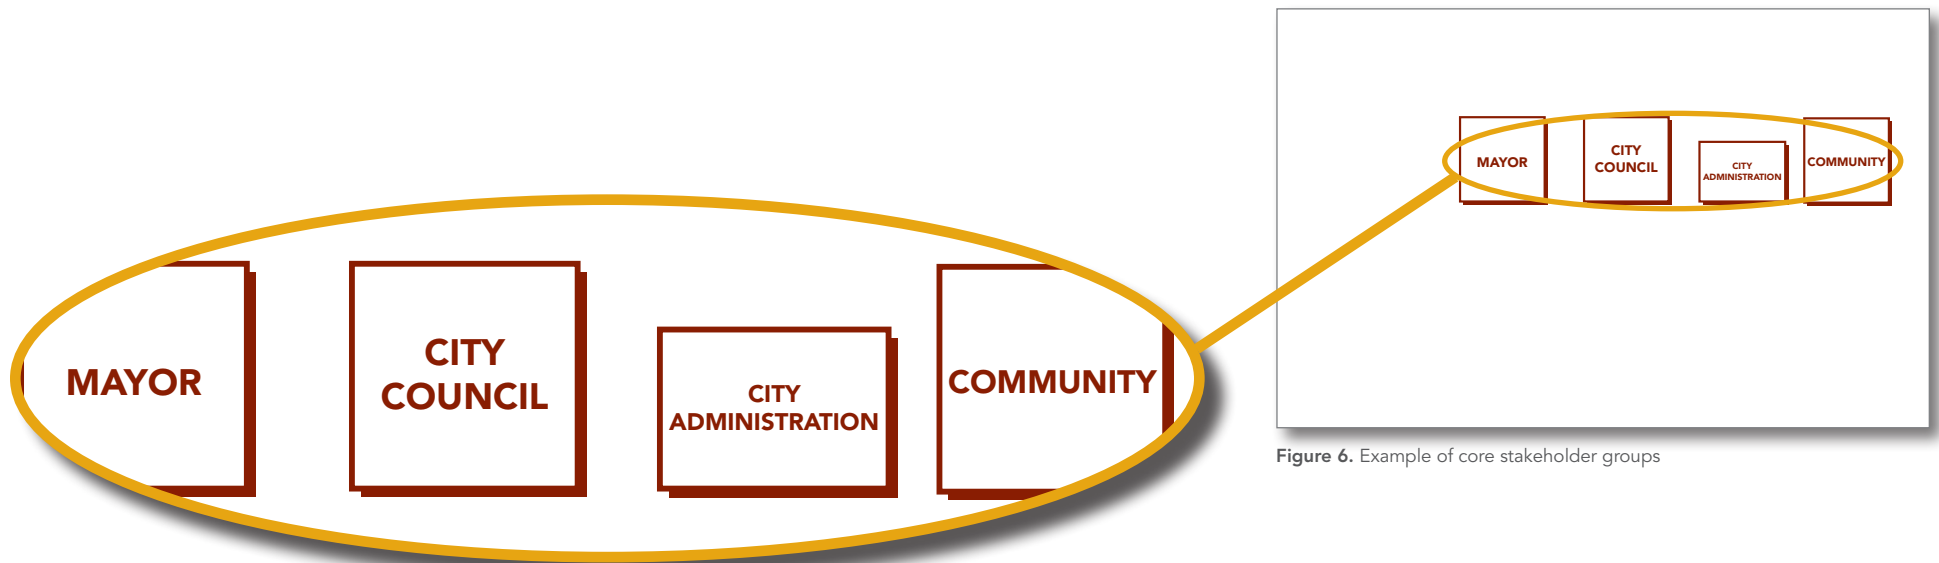 MAYOR
CITY
COUNCIL
CITY
ADMINISTRATION
COMMUNITY
MAYOR
CITY
COUNCIL
CITY
ADMINISTRATION
COMMUNITY
Figure 6. Example of core stakeholder groups